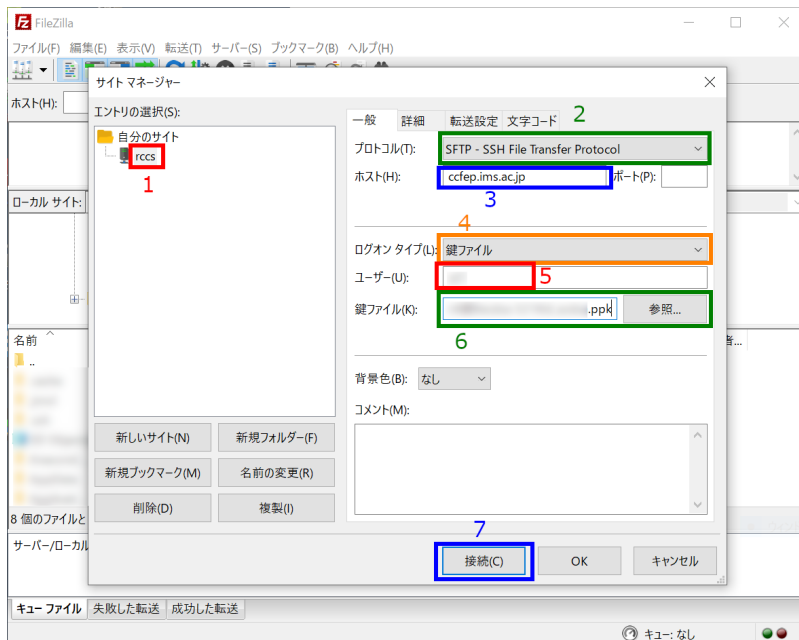 FileZilla
ファイル(F) 編集(E) 表示(V) 転送(T) サーバー(S) ブックマーク(B) ヘルプ(H)
ホスト(H):
サイト マネージャー
エントリの選択(S):
自分のサイト
rccs
1
一般 詳細 転送設定 文字コード 2
プロトコル(T): SFTP - SSH File Transfer Protocol
ホスト(H): ccfep.ims.ac.jp ポート(P):
3
4
ログオン タイプ(L): 鍵ファイル
ユーザー(U): 5
鍵ファイル(K): .ppk 参照...
6
背景色(B): なし
コメント(M):
新しいサイト(N) 新規フォルダー(F)
新規ブックマーク(M) 名前の変更(R)
削除(D) 複製(I)
7
接続(C) OK キャンセル
ローカル サイト:
名前
..
者...
8 個のファイルと
サーバー/ローカル
キュー ファイル 失敗した転送 成功した転送
キュー: なし